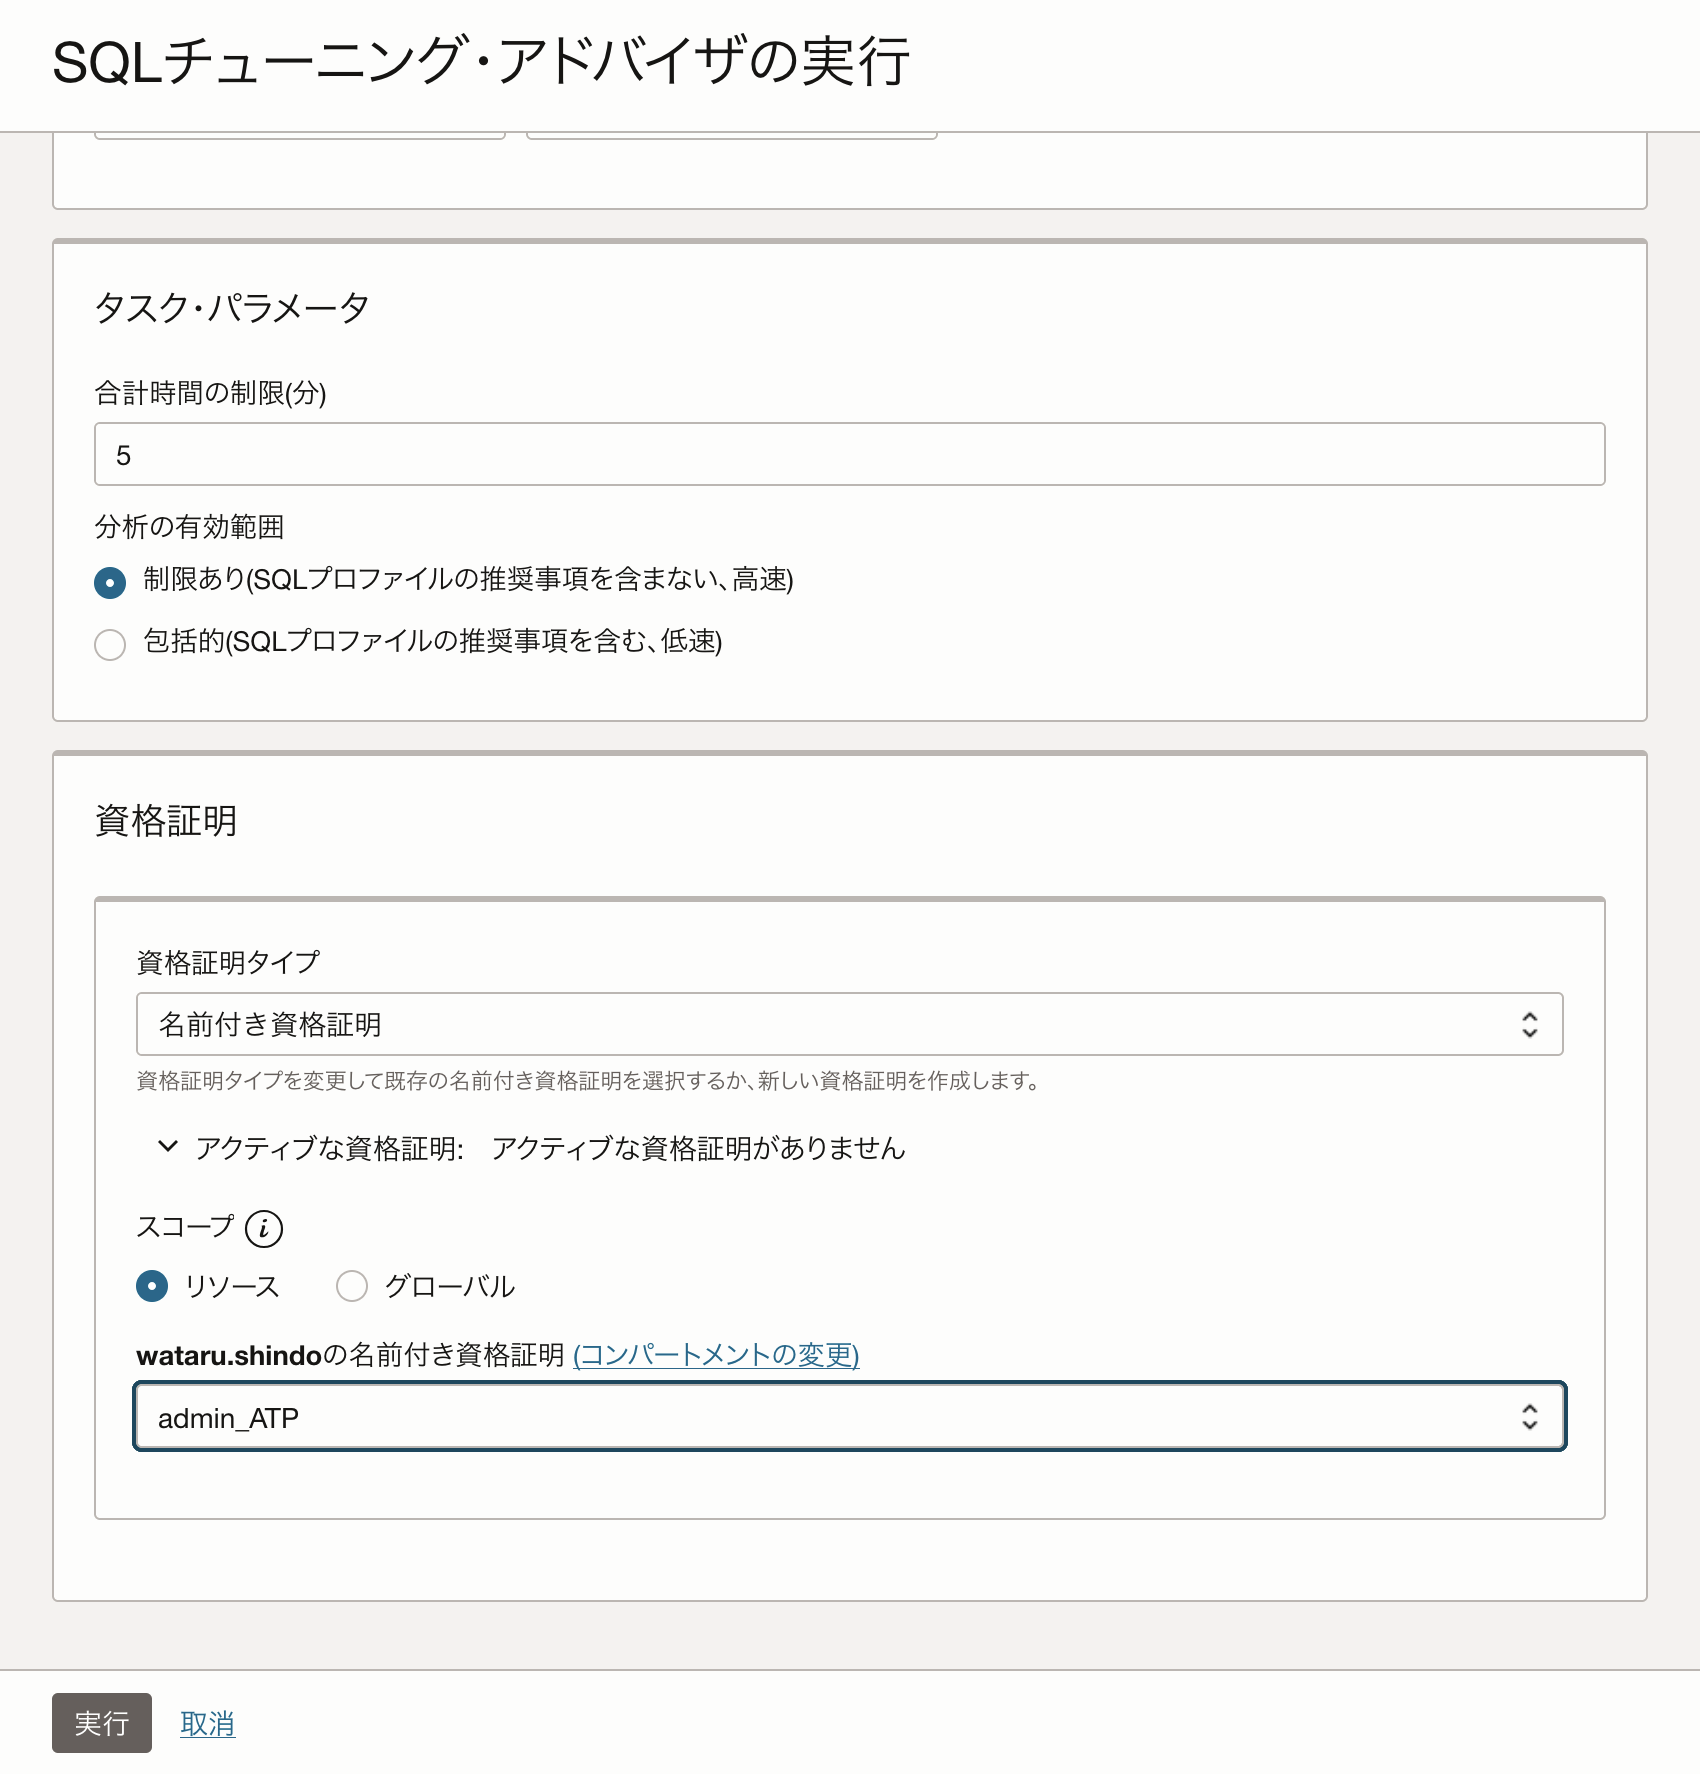 SQLチューニング・アドバイザの実行
タスク・パラメータ
合計時間の制限(分)
5
分析の有効範囲
制限あり(SQLプロファイルの推奨事項を含まない、高速)
包括的(SQLプロファイルの推奨事項を含む、低速)
資格証明
資格証明タイプ
名前付き資格証明
資格証明タイプを変更して既存の名前付き資格証明を選択するか、新しい資格証明を作成します。
アクティブな資格証明: アクティブな資格証明がありません
スコープ i
リソース グローバル
wataru.shindoの名前付き資格証明 (コンパートメントの変更)
admin_ATP
実行 取消